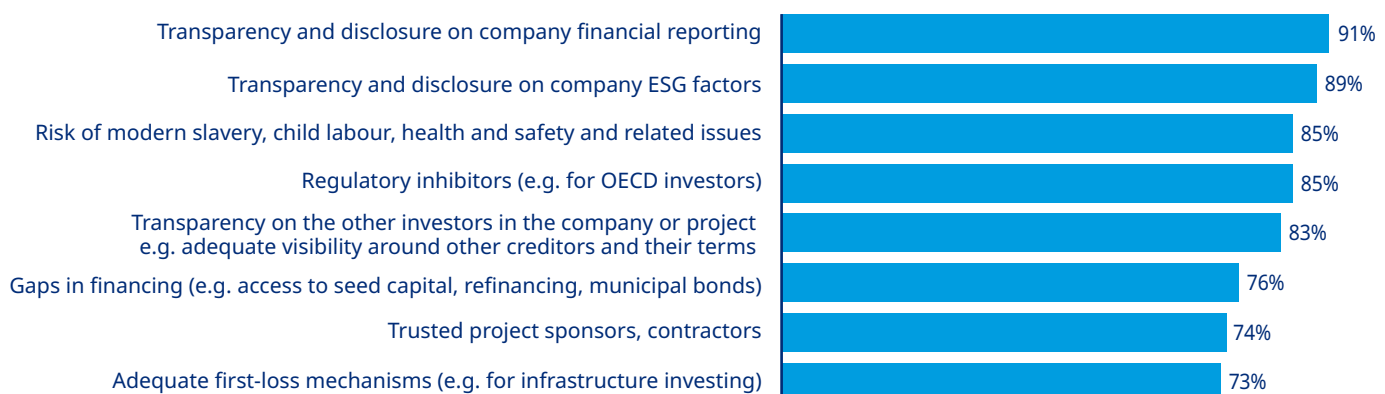 Transparency and disclosure on company financial reporting 91%
Transparency and disclosure on company ESG factors 89%
Risk of modern slavery, child labour, health and safety and related issues 85%
Regulatory inhibitors (e.g. for OECD investors) 85%
Transparency on the other investors in the company or project
e.g. adequate visibility around other creditors and their terms 83%
Gaps in financing (e.g. access to seed capital, refinancing, municipal bonds) 76%
Trusted project sponsors, contractors 74%
Adequate first-loss mechanisms (e.g. for infrastructure investing) 73%